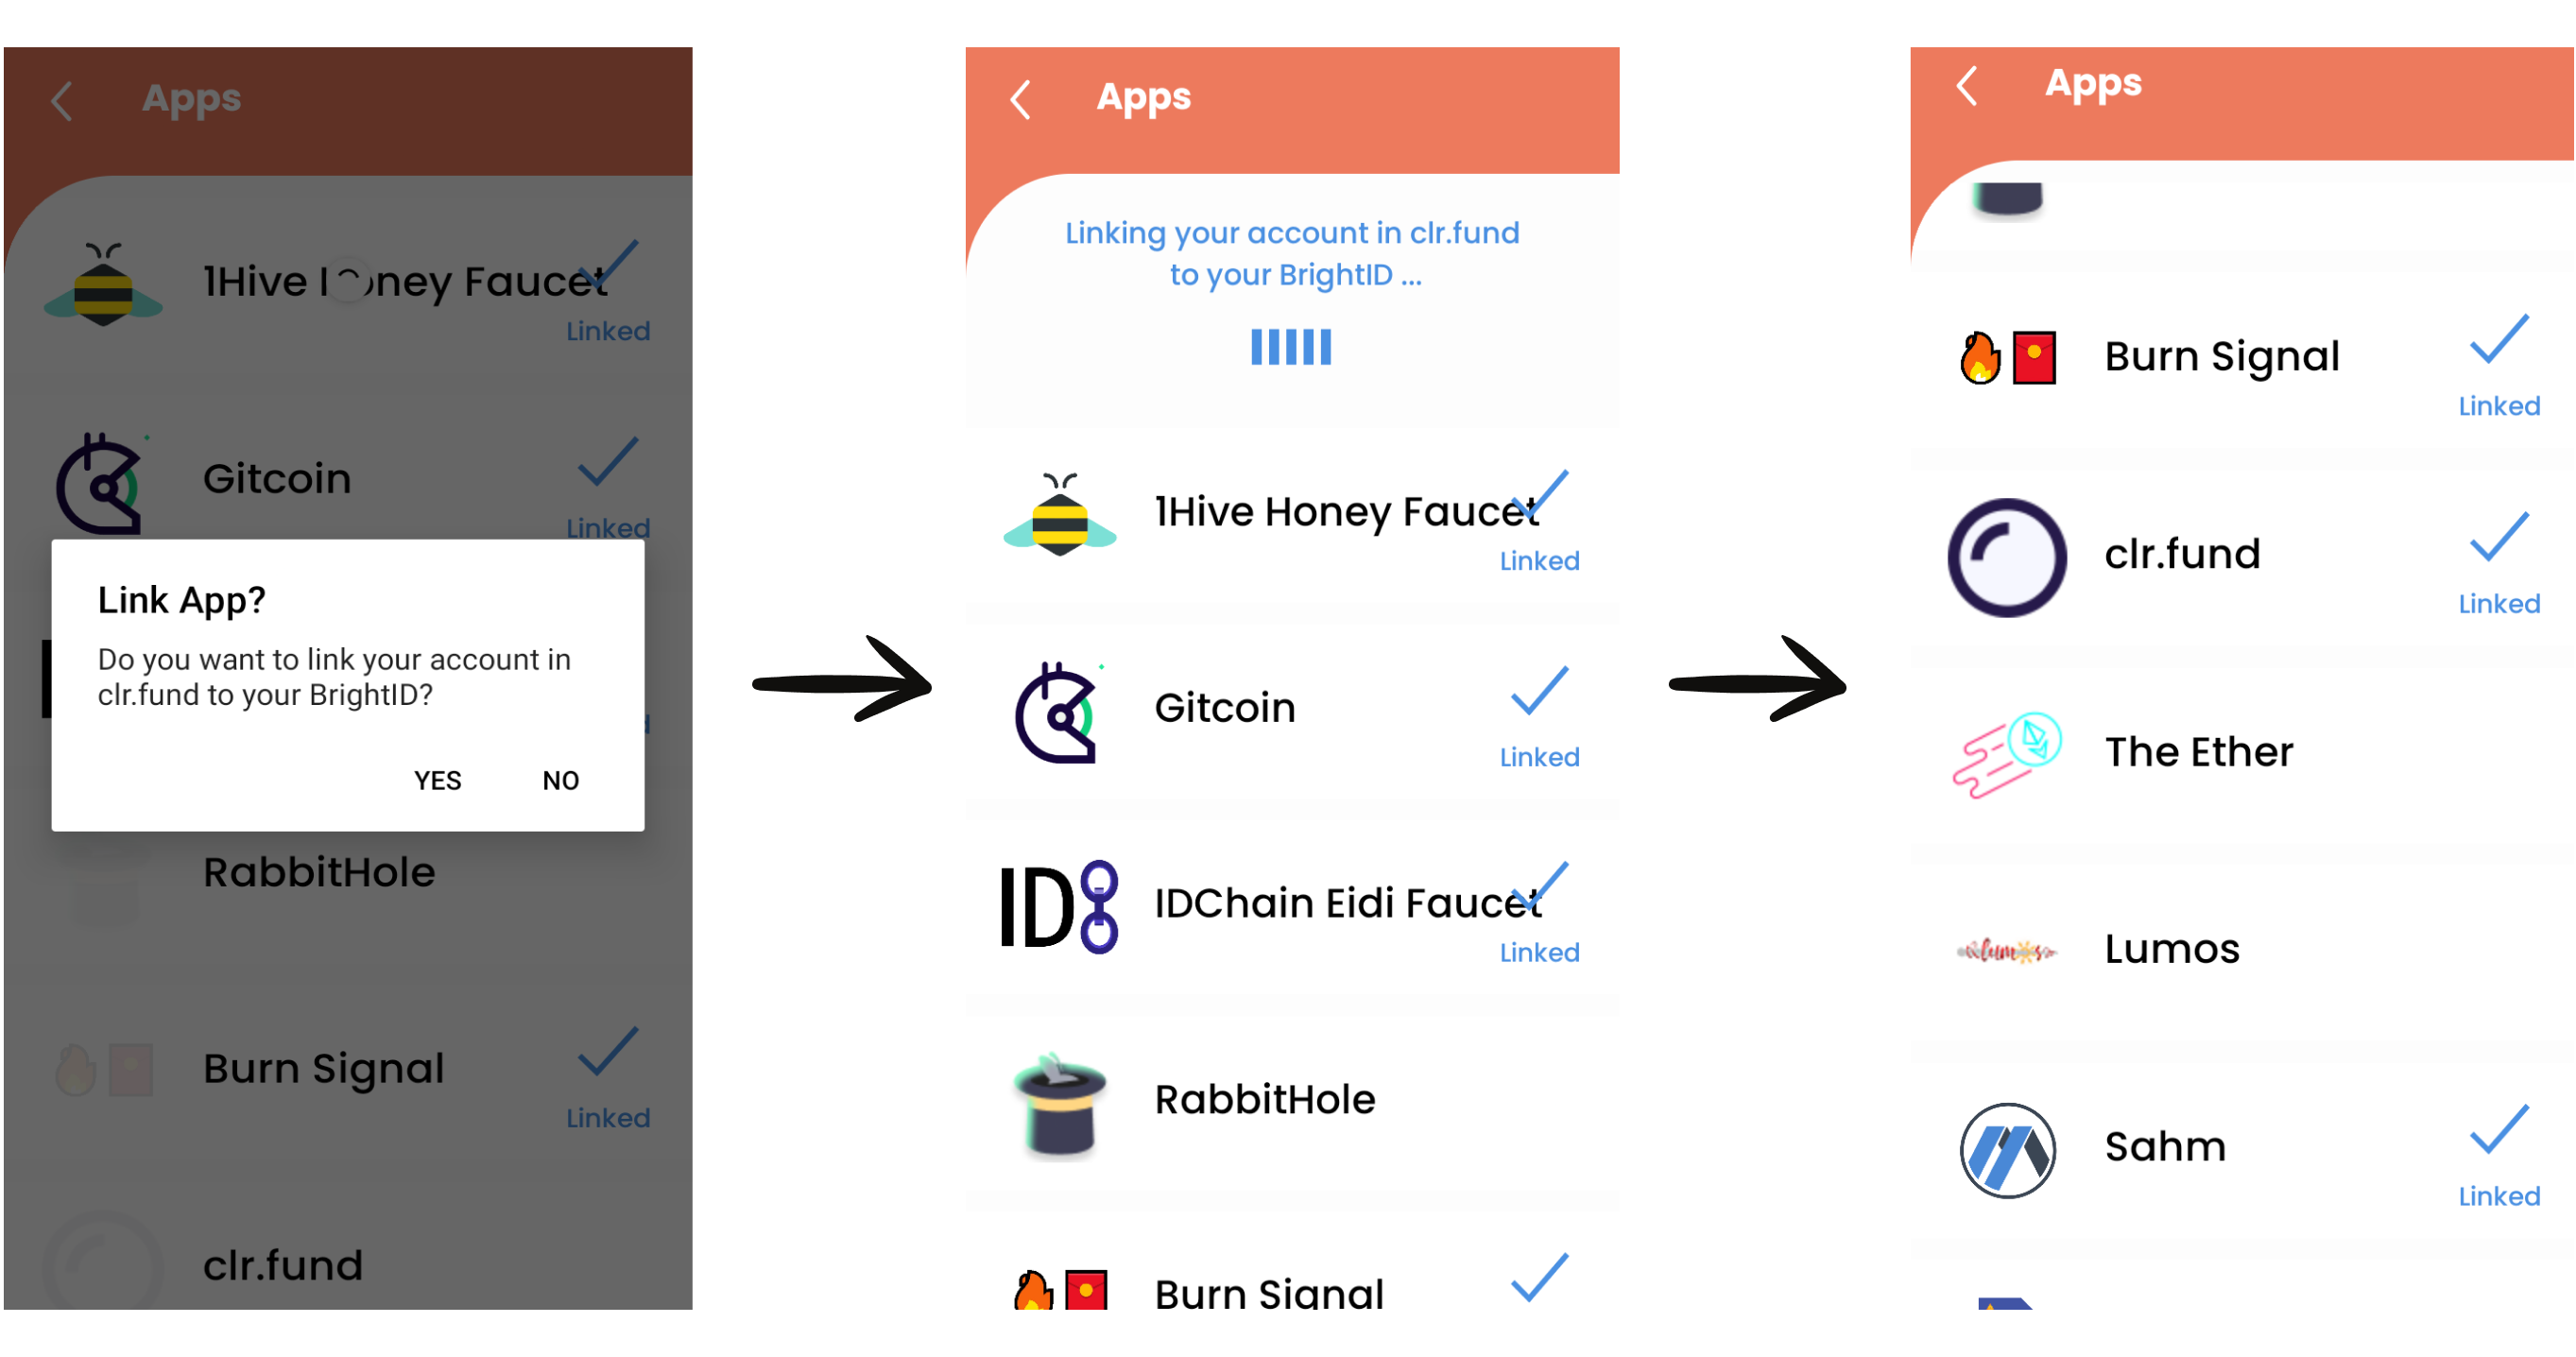 Apps
1Hive Honey Faucet
Linked
Gitcoin
Linked
Link App?
Do you want to link your account in
clr.fund to your BrightID?
YES NO
RabbitHole
Burn Signal
Linked
clr.fund
Apps
Linking your account in clr.fund
to your BrightID ...
1Hive Honey Faucet
Linked
Gitcoin
Linked
ID
IDChain Eidi Faucet
Linked
RabbitHole
Burn Signal
Apps
Burn Signal
Linked
clr.fund
Linked
The Ether
lumos
Lumos
Sahm
Linked